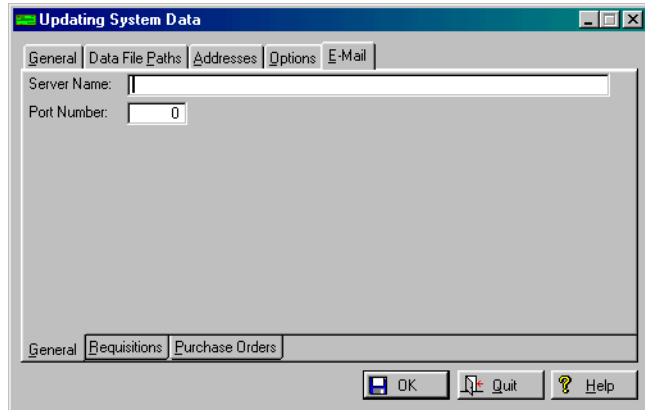 Updating System Data
General Data File Paths Addresses Options E-Mail
Server Name:
Port Number: 0
General Requisitions Purchase Orders
OK Quit Help